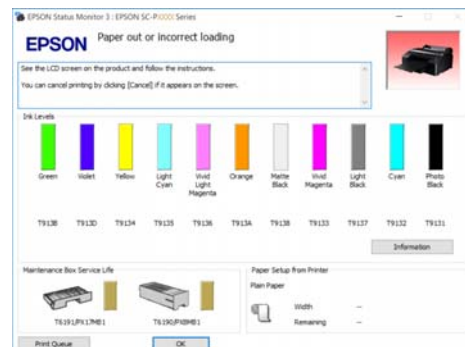 EPSON Status Monitor 3 : EPSON SC-PXXXX Series
EPSON
Paper out or incorrect loading
See the LCD screen on the product and follow the instructions.
You can cancel printing by clicking [Cancel] if it appears on the screen.
Ink Levels
Green Violet Yellow Light Cyan Vivid Light Magenta Orange Matte Black Vivid Magenta Light Black Cyan Photo Black
T913B T913D T9134 T9135 T9136 T913A T9138 T9133 T9137 T9132 T9131
Information
Maintenance Box Service Life
T6191/PX17MB1 T6190/PX8MB1
Paper Setup from Printer
Plain Paper
Width --
Remaining --
Print Queue OK